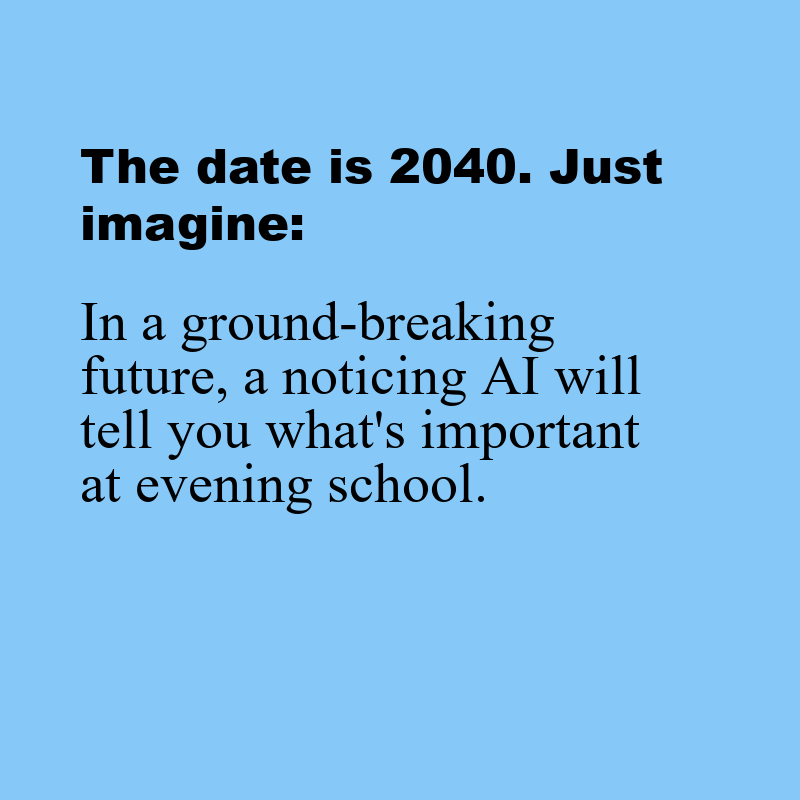 The date is 2040. Just
imagine:
In a ground-breaking
future, a noticing AI will
tell you what's important
at evening school.